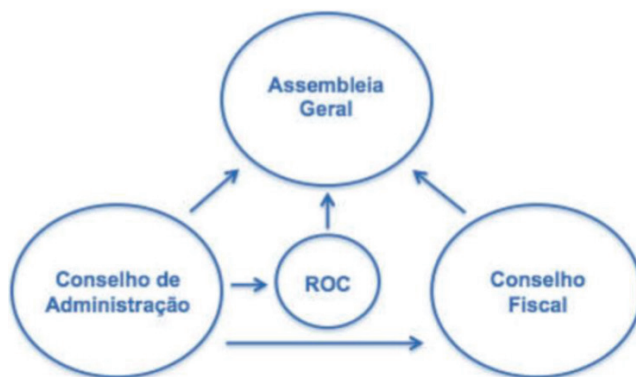 Assembleia
Geral
Conselho de
Administração
ROC
Conselho
Fiscal